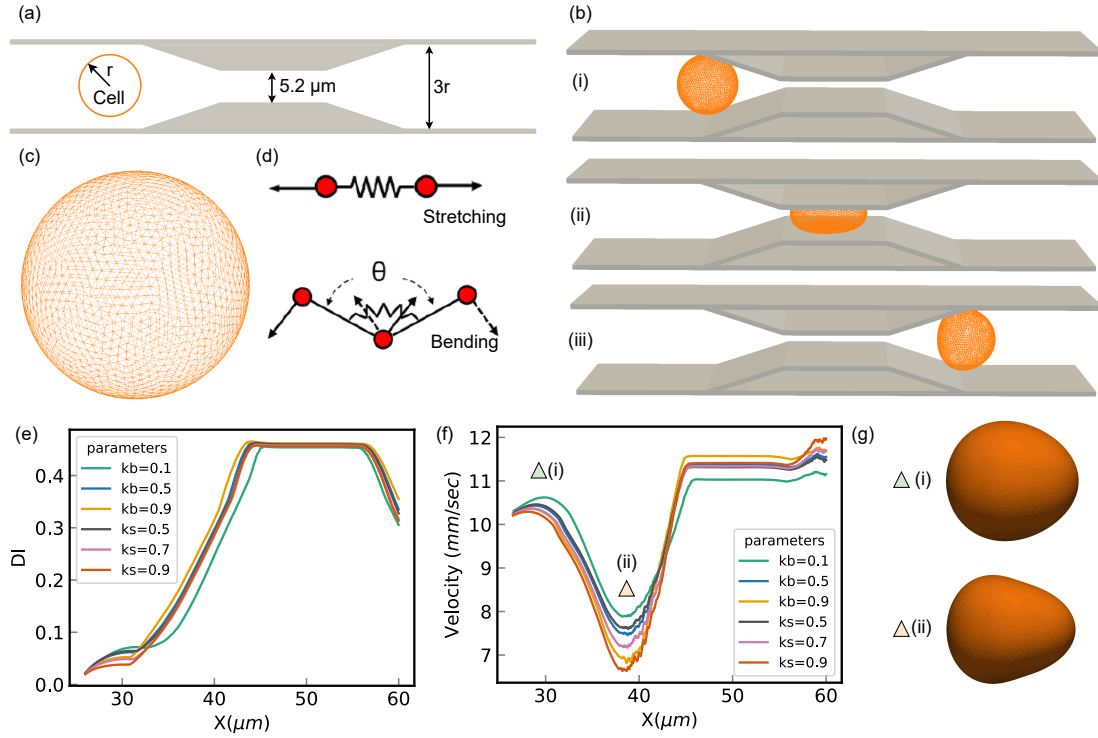 (a)
r
Cell
5.2 μm
3r
(b)
(i)
(ii)
(iii)
(c)
(d)
Stretching
θ
Bending
(e)
parameters
kb=0.1
kb=0.5
kb=0.9
ks=0.5
ks=0.7
ks=0.9
DI
0.4
0.3
0.2
0.1
0.0
30 40 50 60
X(μm)
(f)
(i)
(ii)
parameters
kb=0.1
kb=0.5
kb=0.9
ks=0.5
ks=0.7
ks=0.9
Velocity (mm/sec)
12
11
10
9
8
7
30 40 50 60
X(μm)
(g)
(i)
(ii)